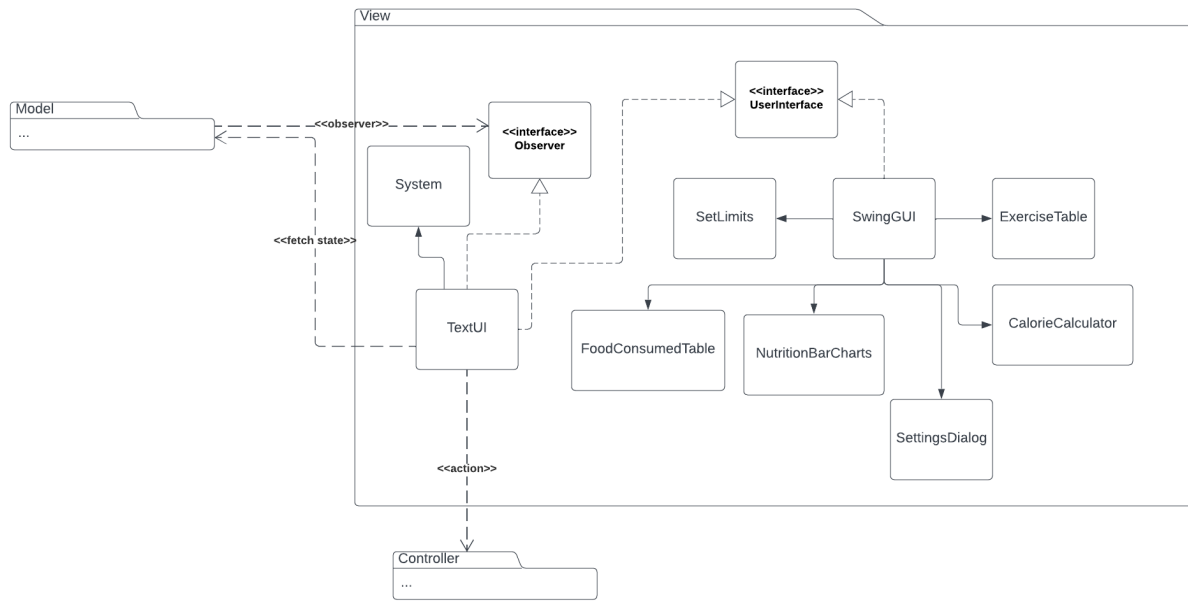 View
Model
...
<<observer>>
<<interface>>
Observer
<<interface>>
UserInterface
System
SetLimits
SwingGUI
ExerciseTable
<<fetch state>>
TextUI
FoodConsumedTable
NutritionBarCharts
CalorieCalculator
SettingsDialog
<<action>>
Controller
...